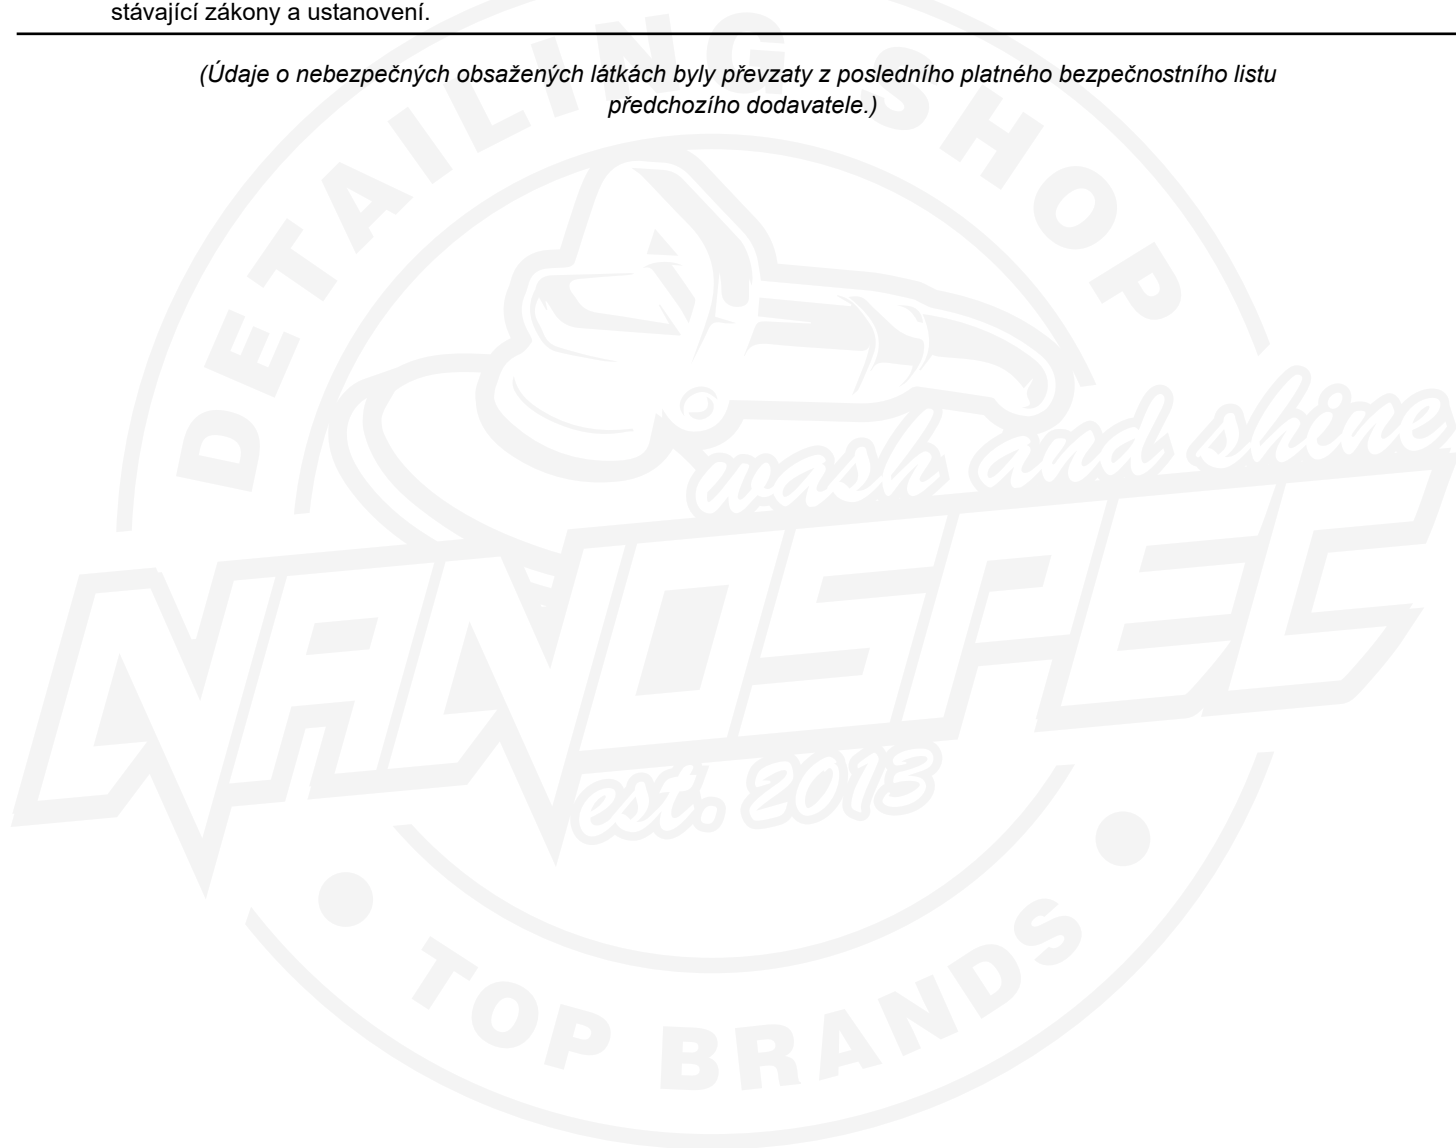 stávající zákony a ustanovení.
(Údaje o nebezpečných obsažených látkách byly převzaty z posledního platného bezpečnostního listu
předchozího dodavatele.)
DETAILING SHOP
wash and shine
NANOSPEC
est. 2013
TOP BRANDS